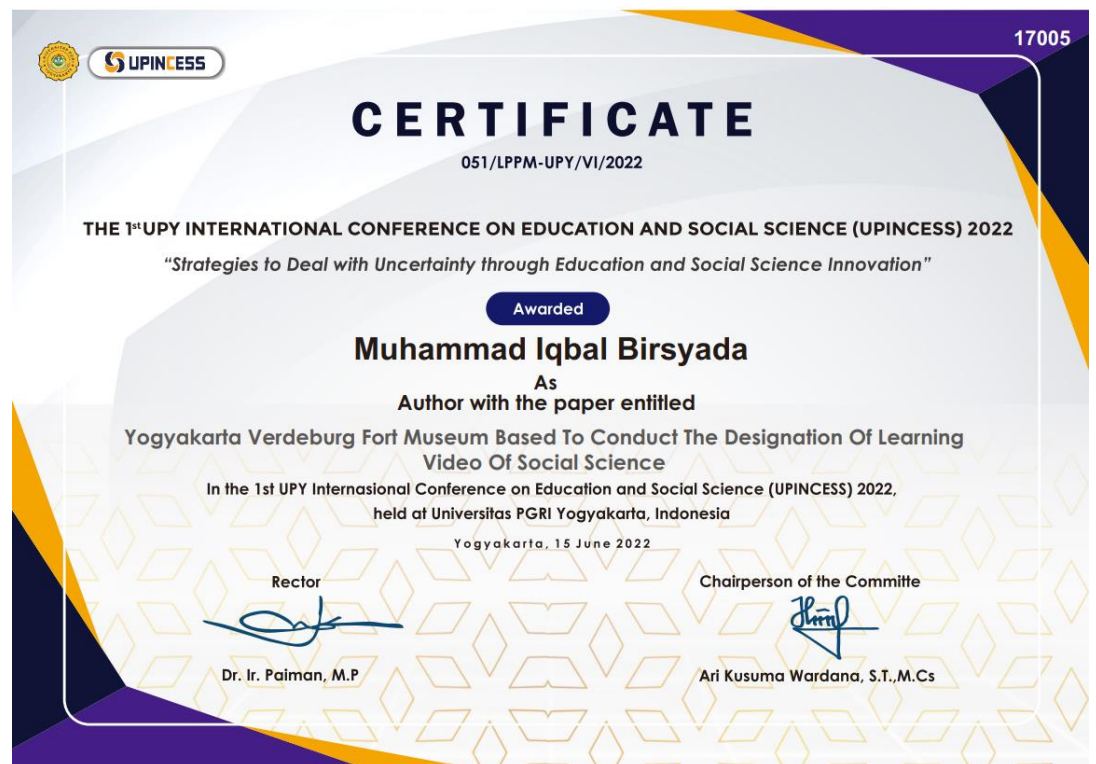 17005
SUPINCESS
CERTIFICATE
051/LPPM-UPY/VI/2022
THE 1st UPY INTERNATIONAL CONFERENCE ON EDUCATION AND SOCIAL SCIENCE (UPINCESS) 2022
“Strategies to Deal with Uncertainty through Education and Social Science Innovation”
Awarded
Muhammad Iqbal Birsyada
As
Author with the paper entitled
Yogyakarta Verdeburg Fort Museum Based To Conduct The Designation Of Learning
Video Of Social Science
In the 1st UPY Internasional Conference on Education and Social Science (UPINCESS) 2022,
held at Universitas PGRI Yogyakarta, Indonesia
Yogyakarta, 15 June 2022
Rector
Chairperson of the Committe
Dr. Ir. Paiman, M.P
Ari Kusuma Wardana, S.T.,M.Cs